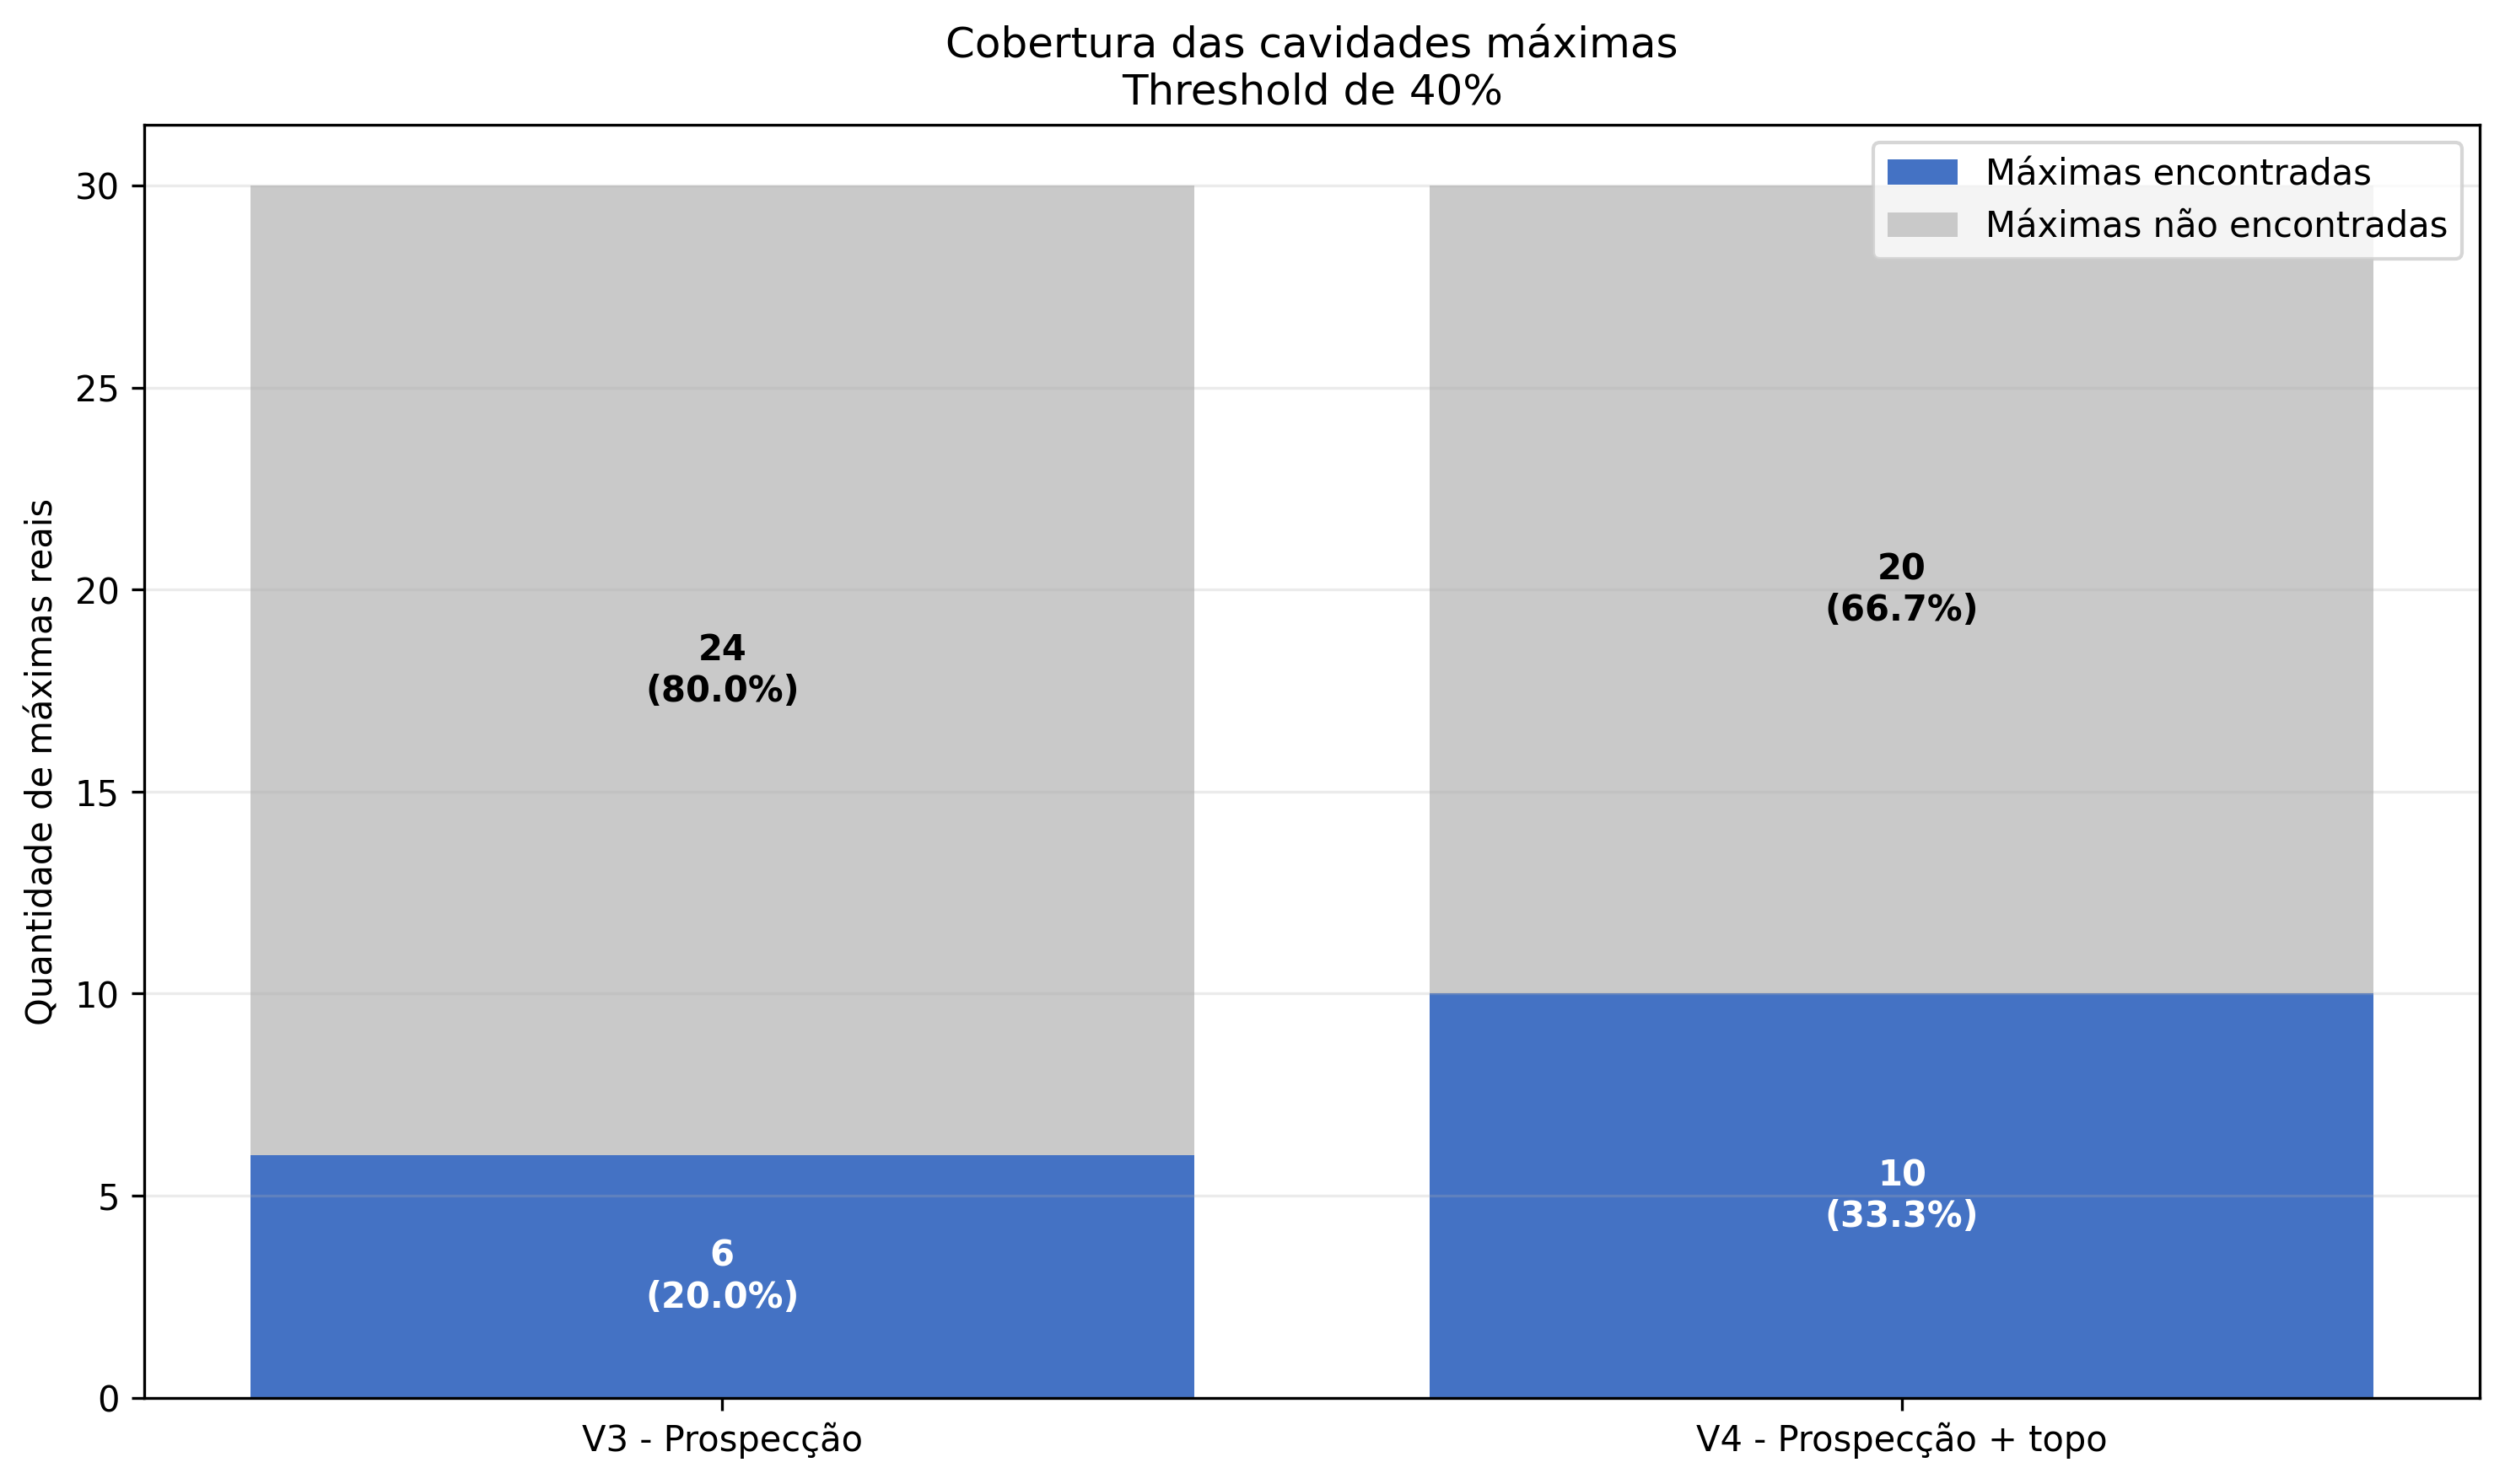 Cobertura das cavidades máximas
Threshold de 40%
Máximas encontradas
Máximas não encontradas
Quantidade de máximas reais
30
25
20
15
10
5
0
24
(80.0%)
20
(66.7%)
6
(20.0%)
10
(33.3%)
V3 - Prospecção
V4 - Prospecção + topo